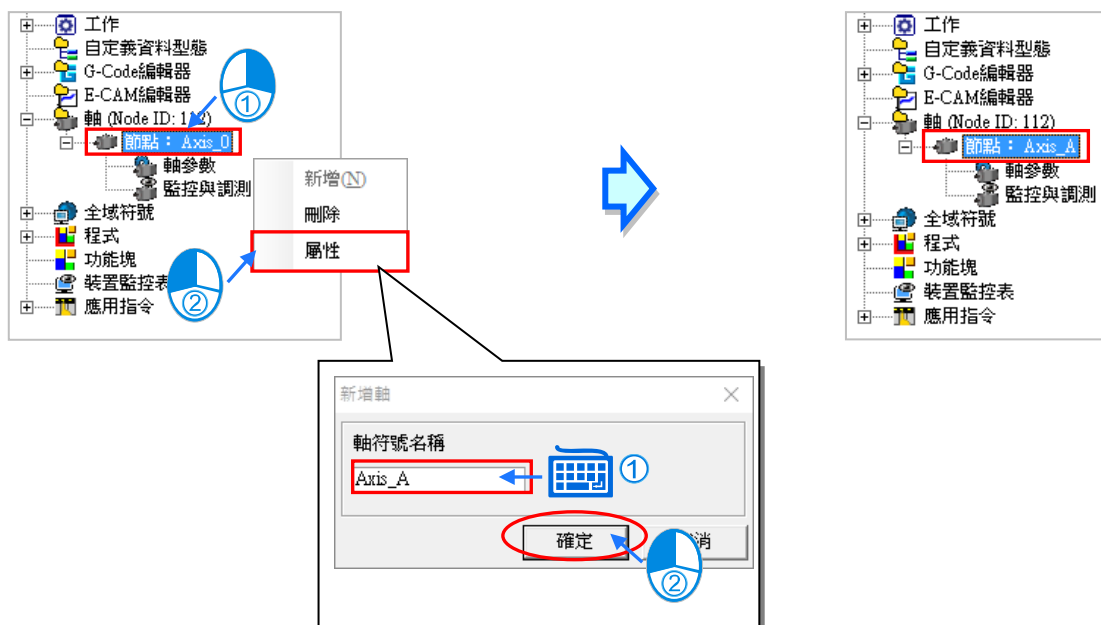 工作
自定義資料型態
G-Code編輯器
E-CAM編輯器
軸 (Node ID: 112)
節點： Axis_0
軸參數
監控與調測
全域符號
程式
功能塊
裝置監控表
應用指令
①
②
新增(N)
刪除
屬性
新增軸
軸符號名稱
Axis_A
①
確定
消
②
工作
自定義資料型態
G-Code編輯器
E-CAM編輯器
軸 (Node ID: 112)
節點： Axis_A
軸參數
監控與調測
全域符號
程式
功能塊
裝置監控表
應用指令